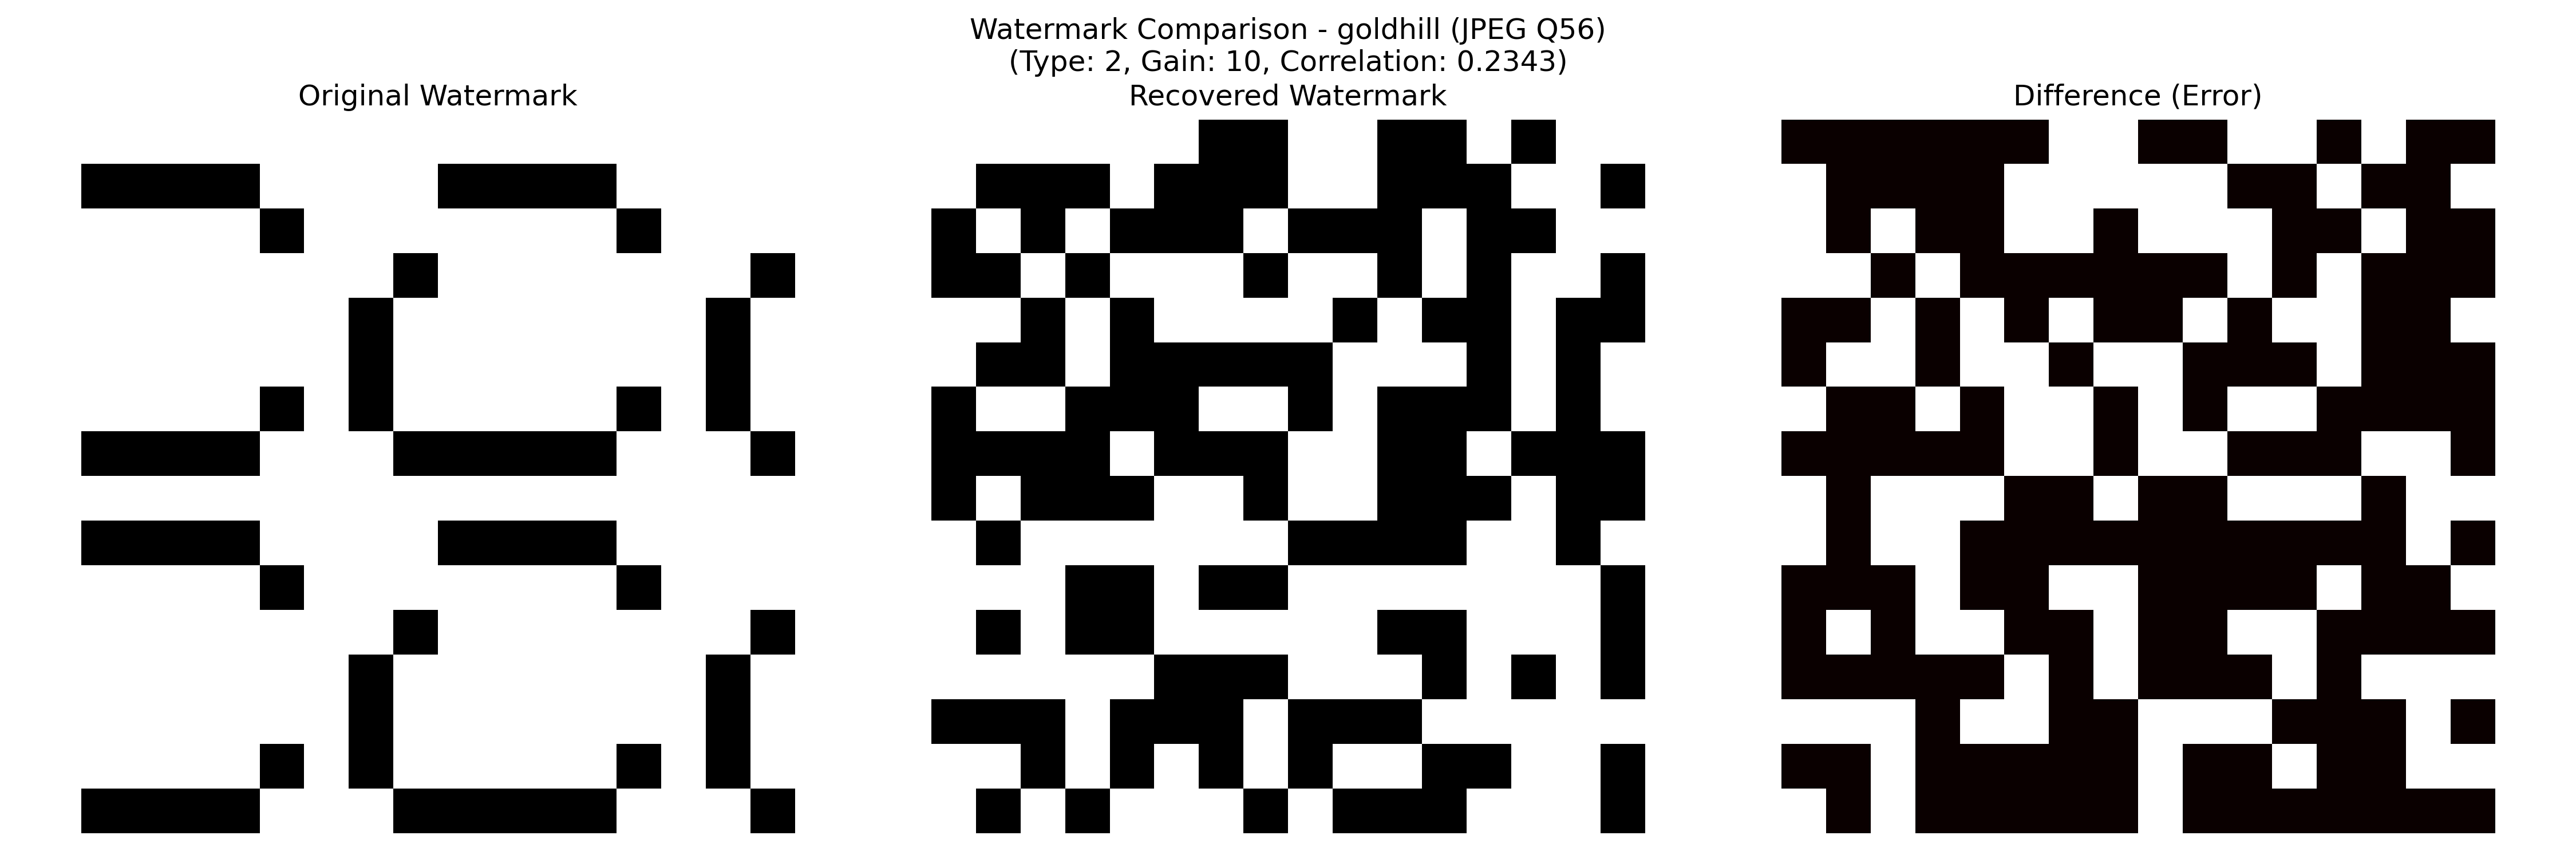 Watermark Comparison - goldhill (JPEG Q56)
(Type: 2, Gain: 10, Correlation: 0.2343)
Original Watermark
Recovered Watermark
Difference (Error)